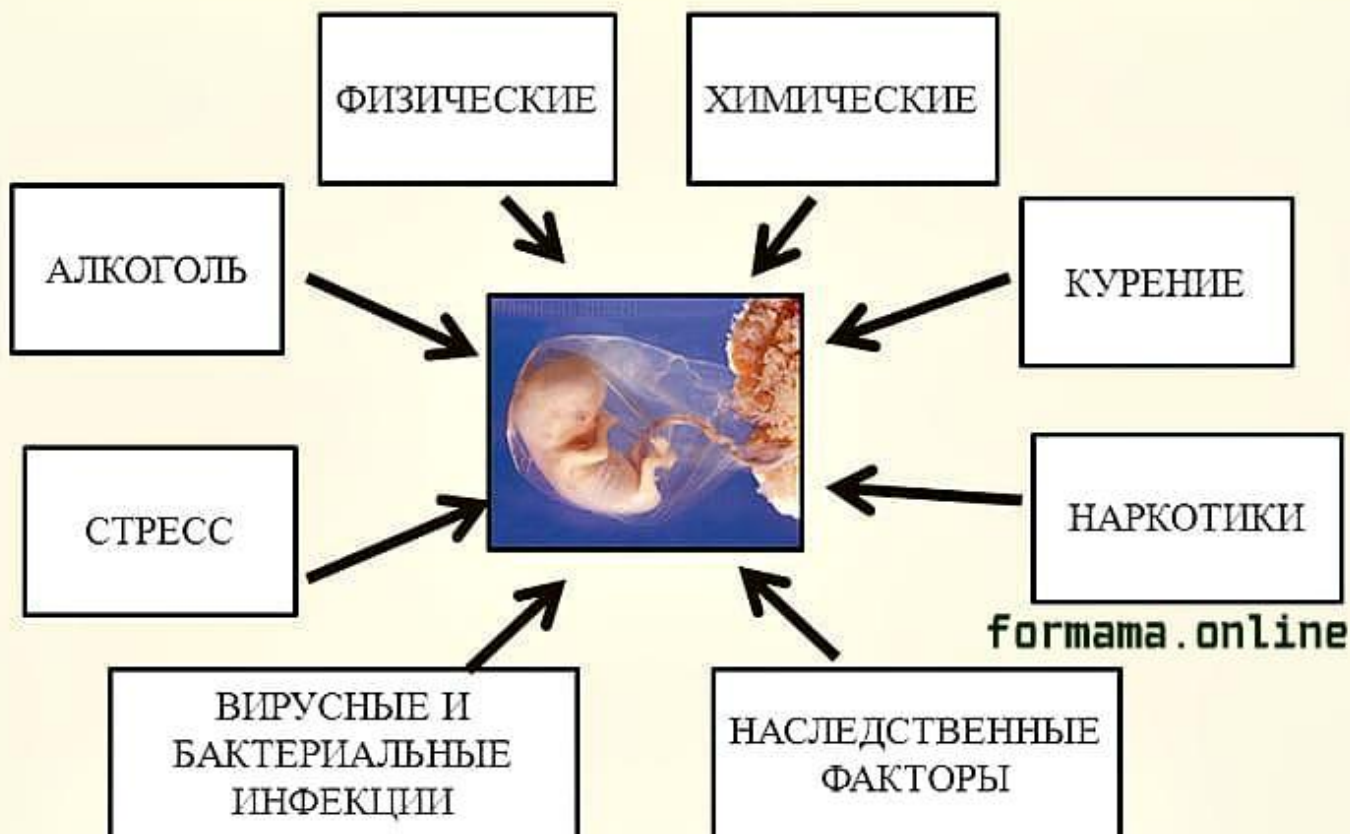 ФИЗИЧЕСКИЕ
ХИМИЧЕСКИЕ
АЛКОГОЛЬ
КУРЕНИЕ
СТРЕСС
НАРКОТИКИ
formama.online
ВИРУСНЫЕ И
БАКТЕРИАЛЬНЫЕ
ИНФЕКЦИИ
НАСЛЕДСТВЕННЫЕ
ФАКТОРЫ